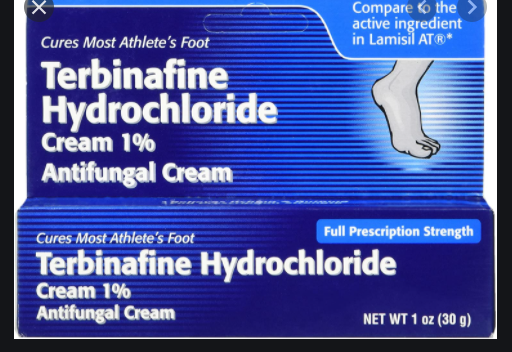 Compare to the
active ingredient
in Lamisil AT®*
Cures Most Athlete's Foot
Terbinafine
Hydrochloride
Cream 1%
Antifungal Cream
Cures Most Athlete's Foot
Full Prescription Strength
Terbinafine Hydrochloride
Cream 1%
Antifungal Cream
NET WT 1 oz (30 g)